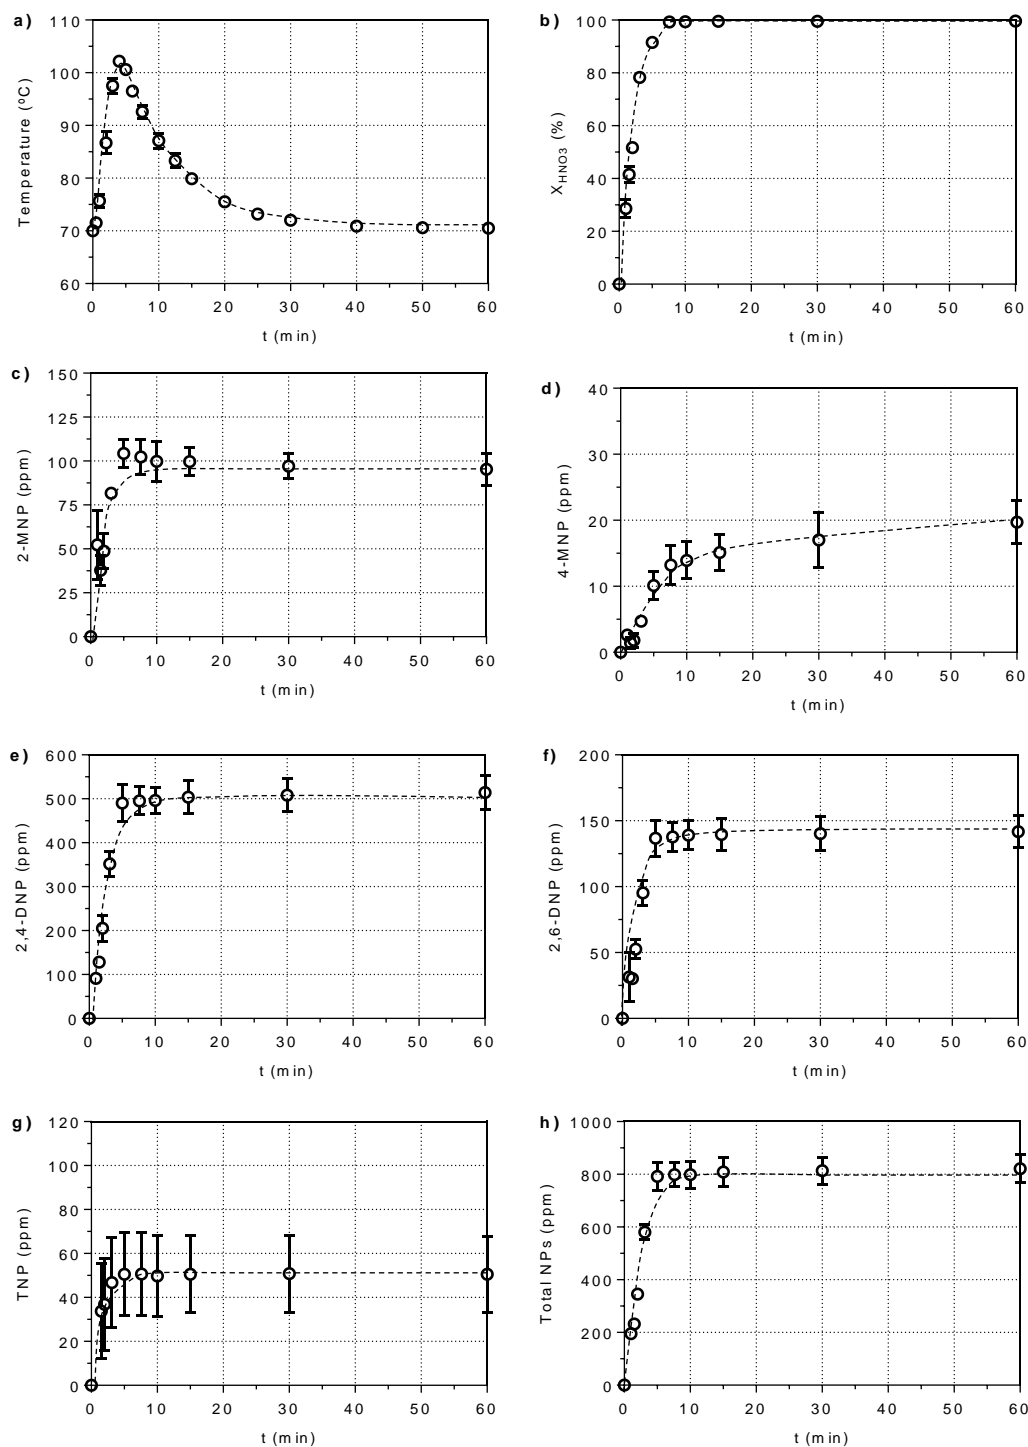 a)
Temperature (ºC)
110
100
90
80
70
60
0 10 20 30 40 50 60
t (min)
b)
X_HNO3 (%)
100
80
60
40
20
0
0 10 20 30 40 50 60
t (min)
c)
2-MNP (ppm)
150
125
100
75
50
25
0
0 10 20 30 40 50 60
t (min)
d)
4-MNP (ppm)
40
30
20
10
0
0 10 20 30 40 50 60
t (min)
e)
2,4-DNP (ppm)
600
500
400
300
200
100
0
0 10 20 30 40 50 60
t (min)
f)
2,6-DNP (ppm)
200
150
100
50
0
0 10 20 30 40 50 60
t (min)
g)
TNP (ppm)
120
100
80
60
40
20
0
0 10 20 30 40 50 60
t (min)
h)
Total NPs (ppm)
1000
800
600
400
200
0
0 10 20 30 40 50 60
t (min)